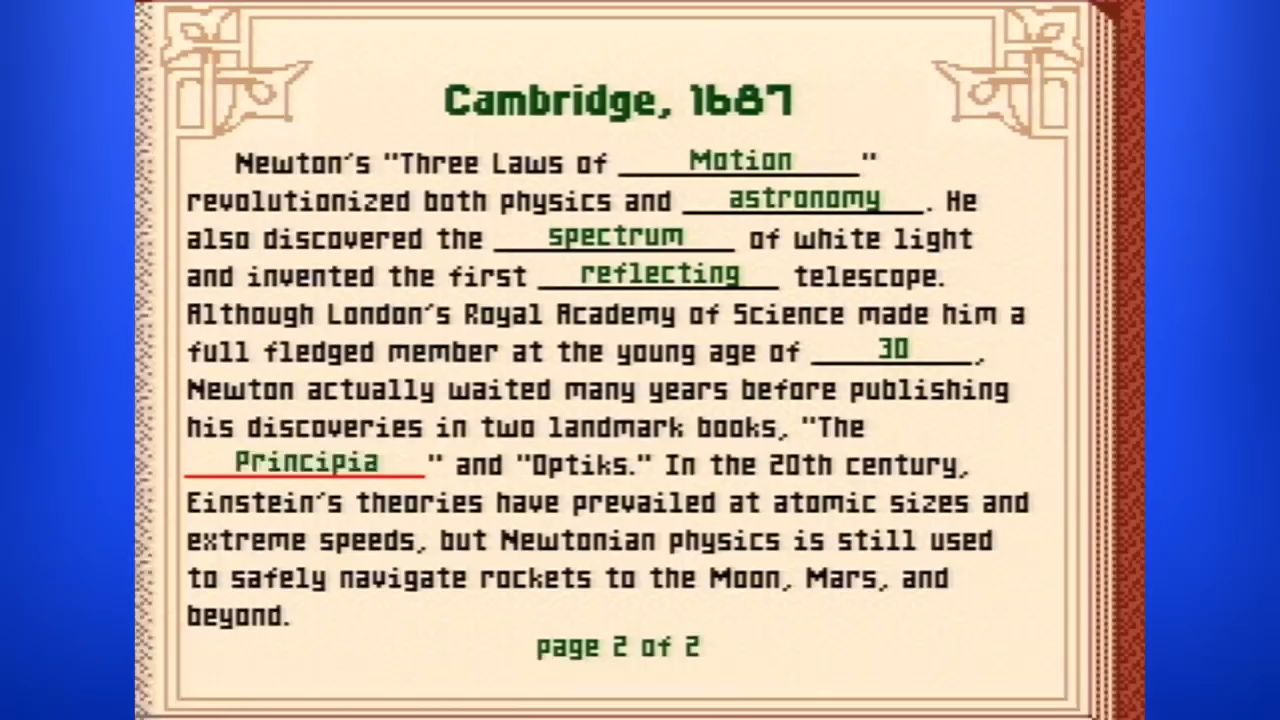 Cambridge, 1687
Newton's "Three Laws of Motion"
revolutionized both physics and astronomy. He
also discovered the spectrum of white light
and invented the first reflecting telescope.
Although London's Royal Academy of Science made him a
full fledged member at the young age of 30,
Newton actually waited many years before publishing
his discoveries in two landmark books, "The
Principia" and "Optiks." In the 20th century,
Einstein's theories have prevailed at atomic sizes and
extreme speeds, but Newtonian physics is still used
to safely navigate rockets to the Moon, Mars, and
beyond.
page 2 of 2